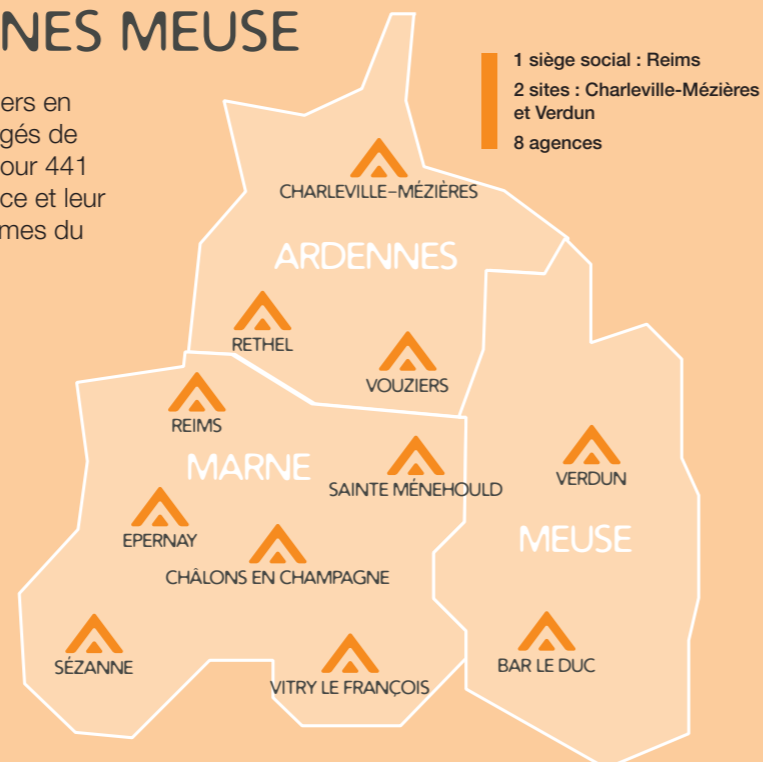 NES MEUSE
ers en
gés de
our 441
ce et leur
mes du
1 siège social : Reims
2 sites : Charleville-Mézières
et Verdun
8 agences
CHARLEVILLE-MÉZIÈRES
ARDENNES
RETHEL
VOUZIERS
REIMS
MARNE
SAINTE MÉNEHOULD
VERDUN
EPERNAY
MEUSE
CHÂLONS EN CHAMPAGNE
SÉZANNE
BAR LE DUC
VITRY LE FRANÇOIS